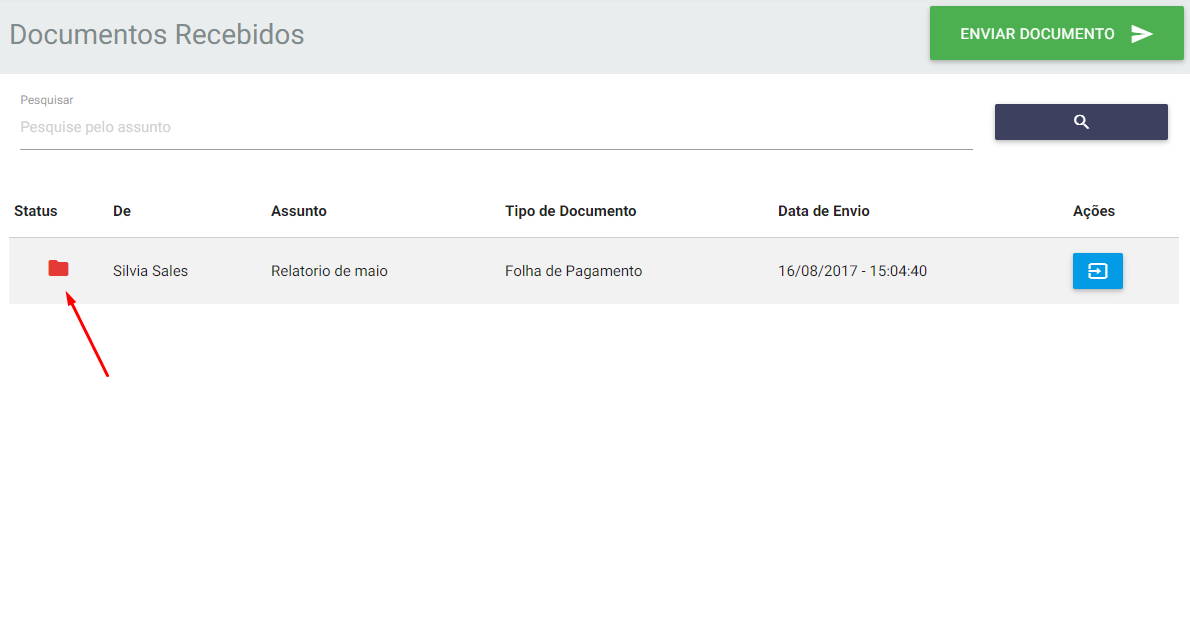 Documentos Recebidos
ENVIAR DOCUMENTO
Pesquisar
Pesquise pelo assunto
Status De Assunto Tipo de Documento Data de Envio Ações
Silvia Sales Relatorio de maio Folha de Pagamento 16/08/2017 - 15:04:40